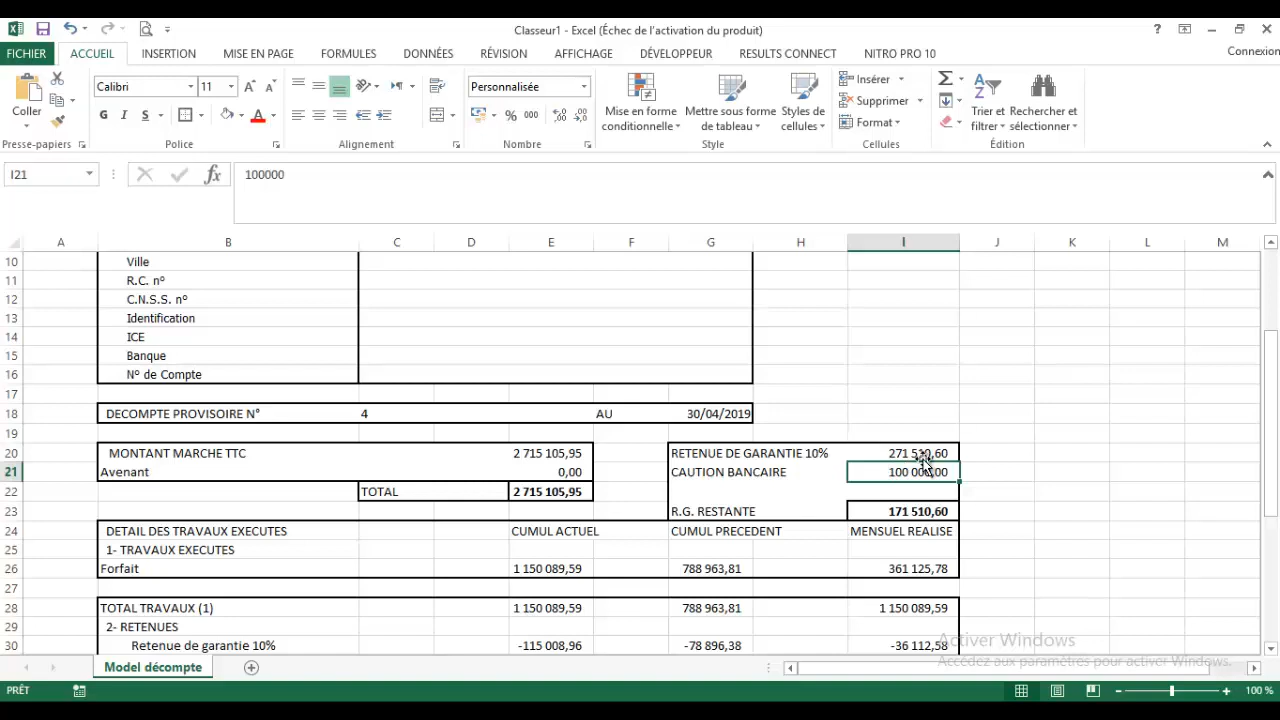 Classeur1 - Excel (Échec de l'activation du produit)
FICHIER ACCUEIL INSERTION MISE EN PAGE FORMULES DONNÉES RÉVISION AFFICHAGE DÉVELOPPEUR RESULTS CONNECT NITRO PRO 10 Connexion
Coller
Calibri 11
G I S
Personnalisée
% 000
Mise en forme conditionnelle
Mettre sous forme de tableau
Styles de cellules
Insérer
Supprimer
Format
Trier et filtrer
Rechercher et sélectionner
Presse-papiers Police Alignement Nombre Style Cellules Édition
I21 fx 100000
A B C D E F G H I J K L M
10 Ville
11 R.C. n°
12 C.N.S.S. n°
13 Identification
14 ICE
15 Banque
16 N° de Compte
17
18 DECOMPTE PROVISOIRE N° 4 AU 30/04/2019
19
20 MONTANT MARCHE TTC 2 715 105,95 RETENUE DE GARANTIE 10% 271 510,60
21 Avenant 0,00 CAUTION BANCAIRE 100 000,00
22 TOTAL 2 715 105,95
23 R.G. RESTANTE 171 510,60
24 DETAIL DES TRAVAUX EXECUTES CUMUL ACTUEL CUMUL PRECEDENT MENSUEL REALISE
25 1- TRAVAUX EXECUTES
26 Forfait 1 150 089,59 788 963,81 361 125,78
27
28 TOTAL TRAVAUX (1) 1 150 089,59 788 963,81 1 150 089,59
29 2- RETENUES
30 Retenue de garantie 10% -115 008,96 -78 896,38 -36 112,58
Activer Windows
Accédez aux paramètres pour activer Windows.
Model décompte
PRÊT 100 %